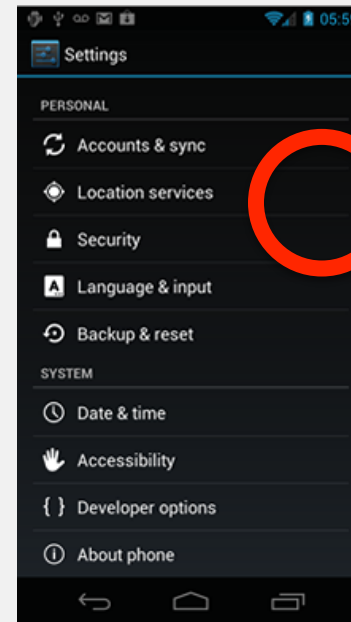 05:5
Settings
PERSONAL
Accounts & sync
Location services
Security
A
Language & input
Backup & reset
SYSTEM
Date & time
Accessibility
{ } Developer options
About phone